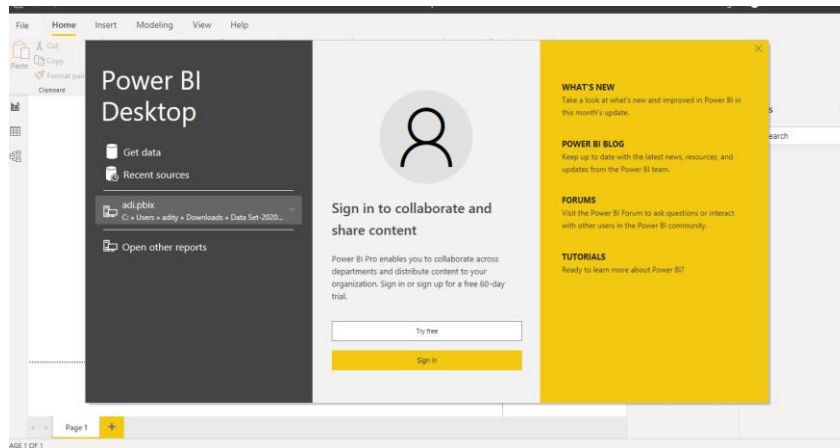 File Home Insert Modeling View Help
Cut
Copy
Paste
Format pain
Clipboard
Power BI
Desktop
Get data
Recent sources
adi.pbix
C: » Users » adity » Downloads » Data Set-2020...
Open other reports
Sign in to collaborate and
share content
Power BI Pro enables you to collaborate across
departments and distribute content to your
organization. Sign in or sign up for a free 60-day
trial.
Try free
Sign in
WHAT'S NEW
Take a look at what's new and improved in Power BI in
this month's update.
POWER BI BLOG
Keep up to date with the latest news, resources, and
updates from the Power BI team.
FORUMS
Visit the Power BI Forum to ask questions or interact
with other users in the Power BI community.
TUTORIALS
Ready to learn more about Power BI?
s
earch
Page 1
AGE 1 OF 1